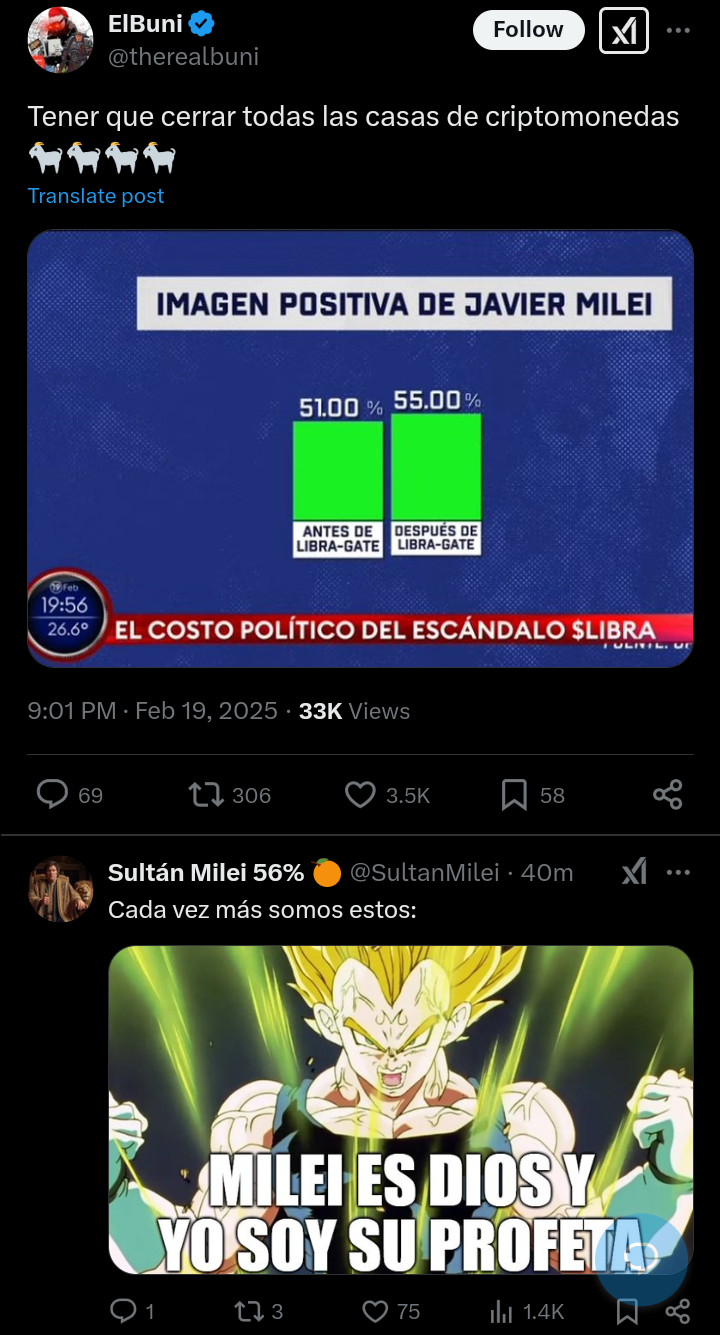 ElBuni
Follow
@therealbuni
Tener que cerrar todas las casas de criptomonedas
🐐🐐🐐🐐
Translate post
IMAGEN POSITIVA DE JAVIER MILEI
51.00 %
55.00 %
ANTES DE
LIBRA-GATE
DESPUÉS DE
LIBRA-GATE
19 Feb
19:56
26.6°
EL COSTO POLÍTICO DEL ESCÁNDALO $LIBRA
9:01 PM · Feb 19, 2025 · 33K Views
69
306
3.5K
58
Sultán Milei 56% 🍊 @SultanMilei · 40m
Cada vez más somos estos:
MILEI ES DIOS Y
YO SOY SU PROFETA
1
3
75
1.4K